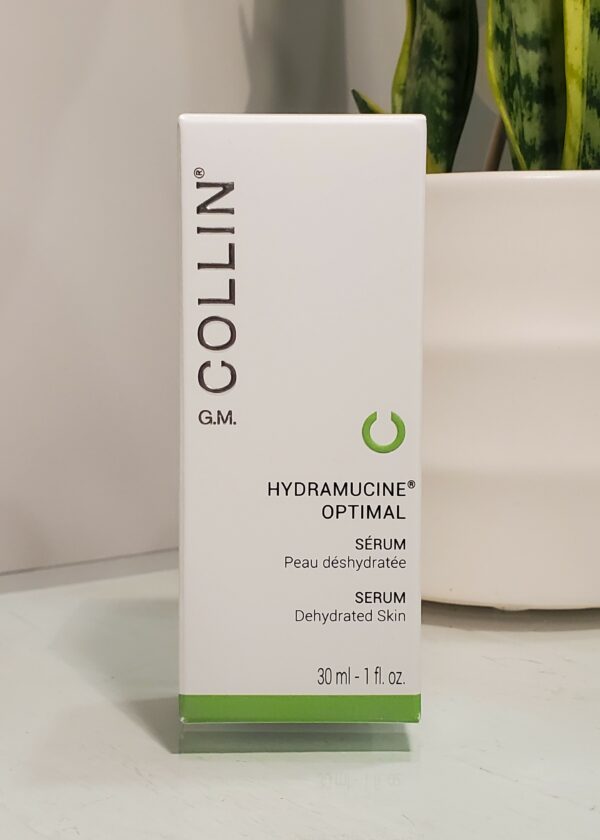 G.M. COLLIN®
HYDRAMUCINE®
OPTIMAL
SÉRUM
Peau déshydratée
SERUM
Dehydrated Skin
30 ml - 1 fl. oz.